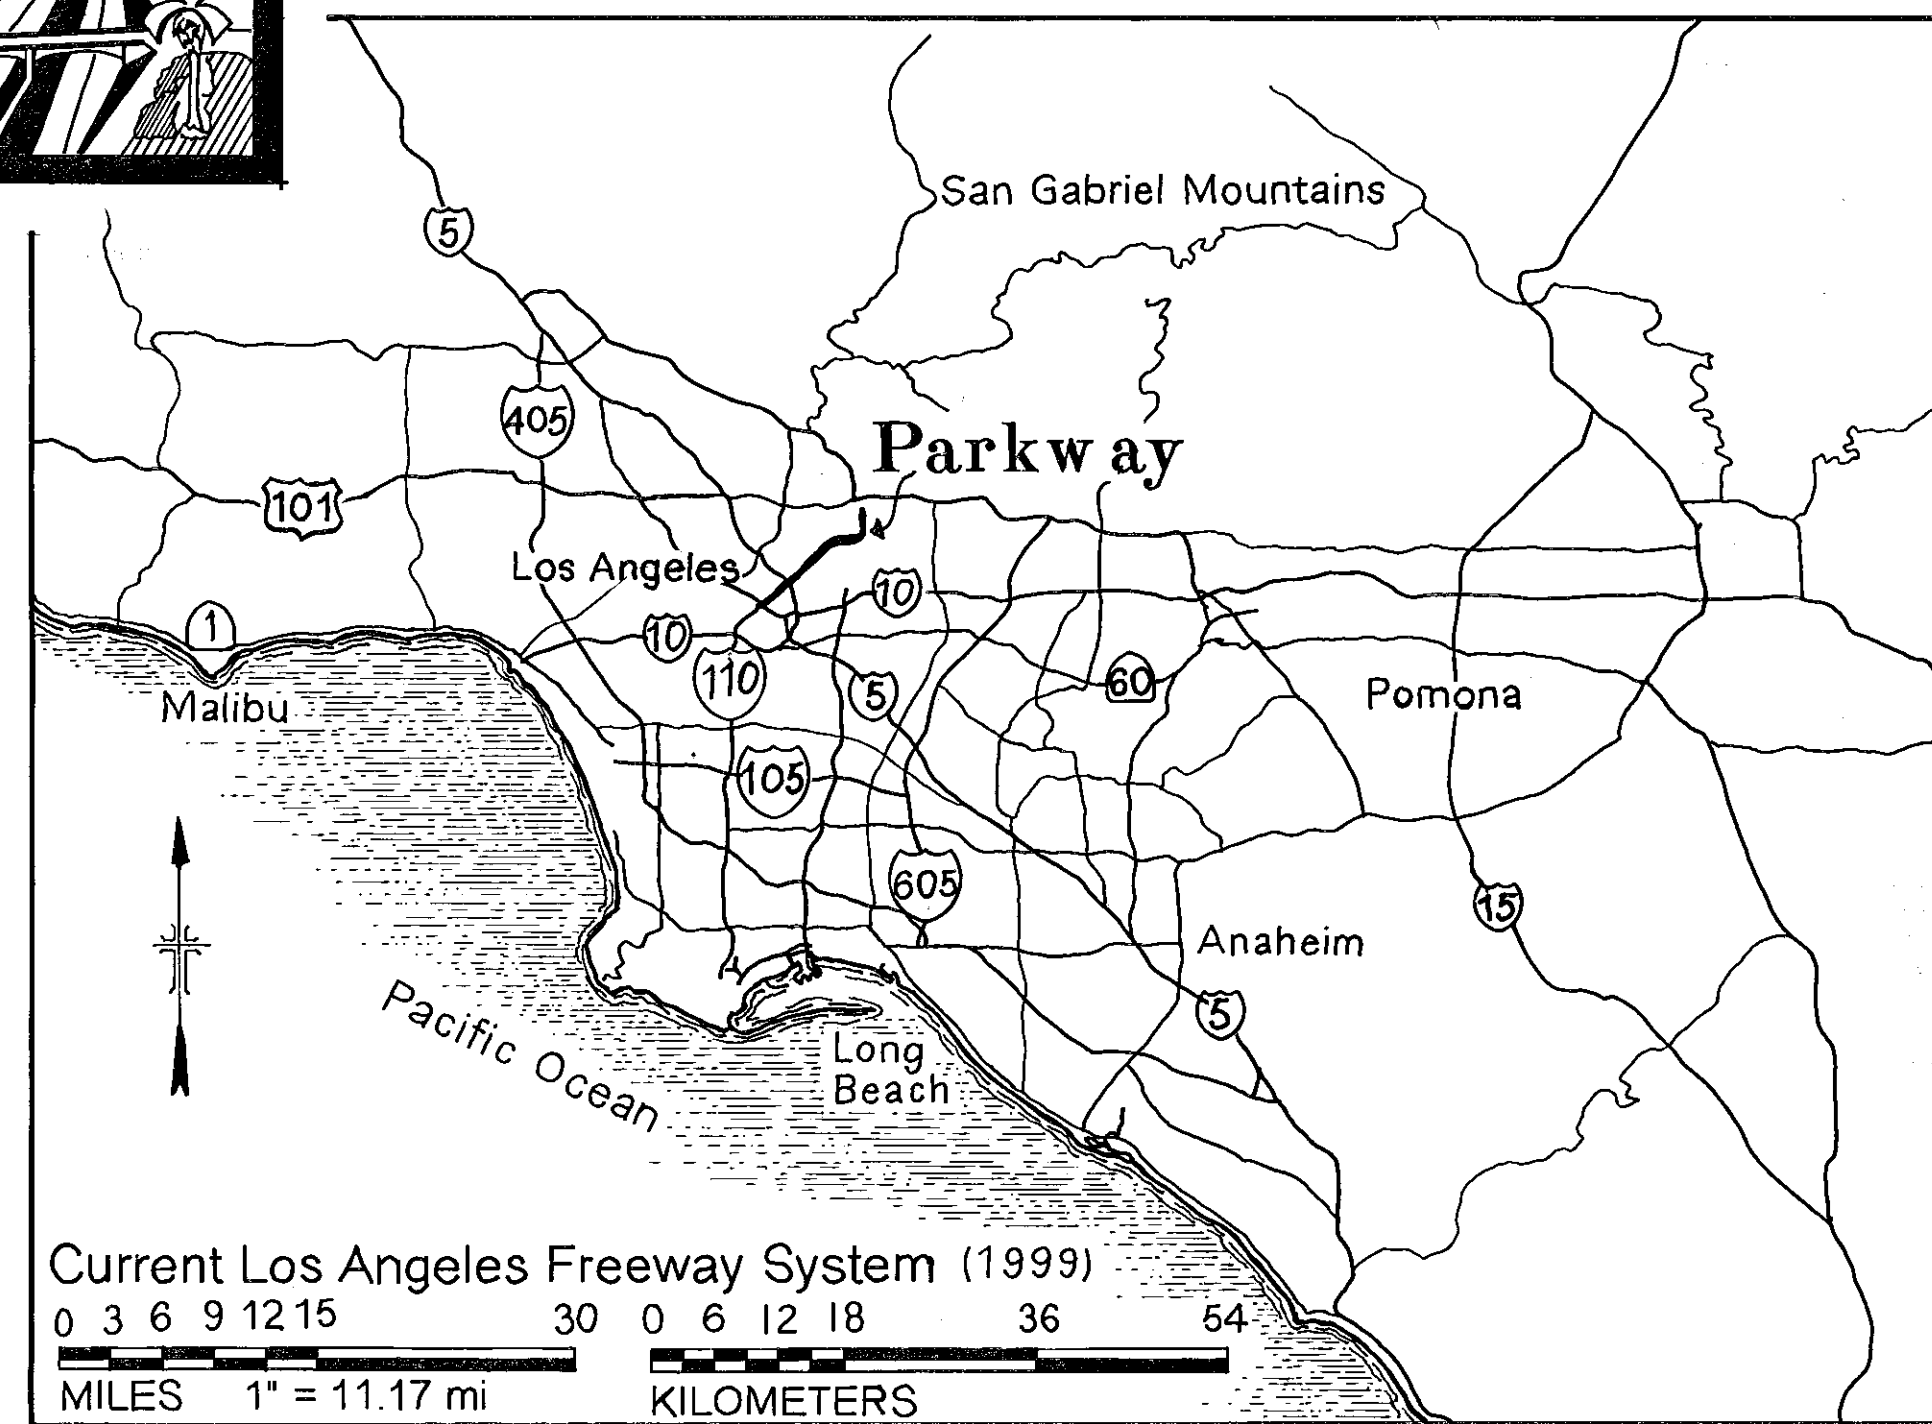 San Gabriel Mountains
5
405
Parkway
101
Los Angeles
10
10
1
110
60
5
Pomona
Malibu
105
605
15
Anaheim
5
Pacific Ocean
Long
Beach
Current Los Angeles Freeway System (1999)
0 3 6 9 12 15 30 0 6 12 18 36 54
MILES 1" = 11.17 mi KILOMETERS